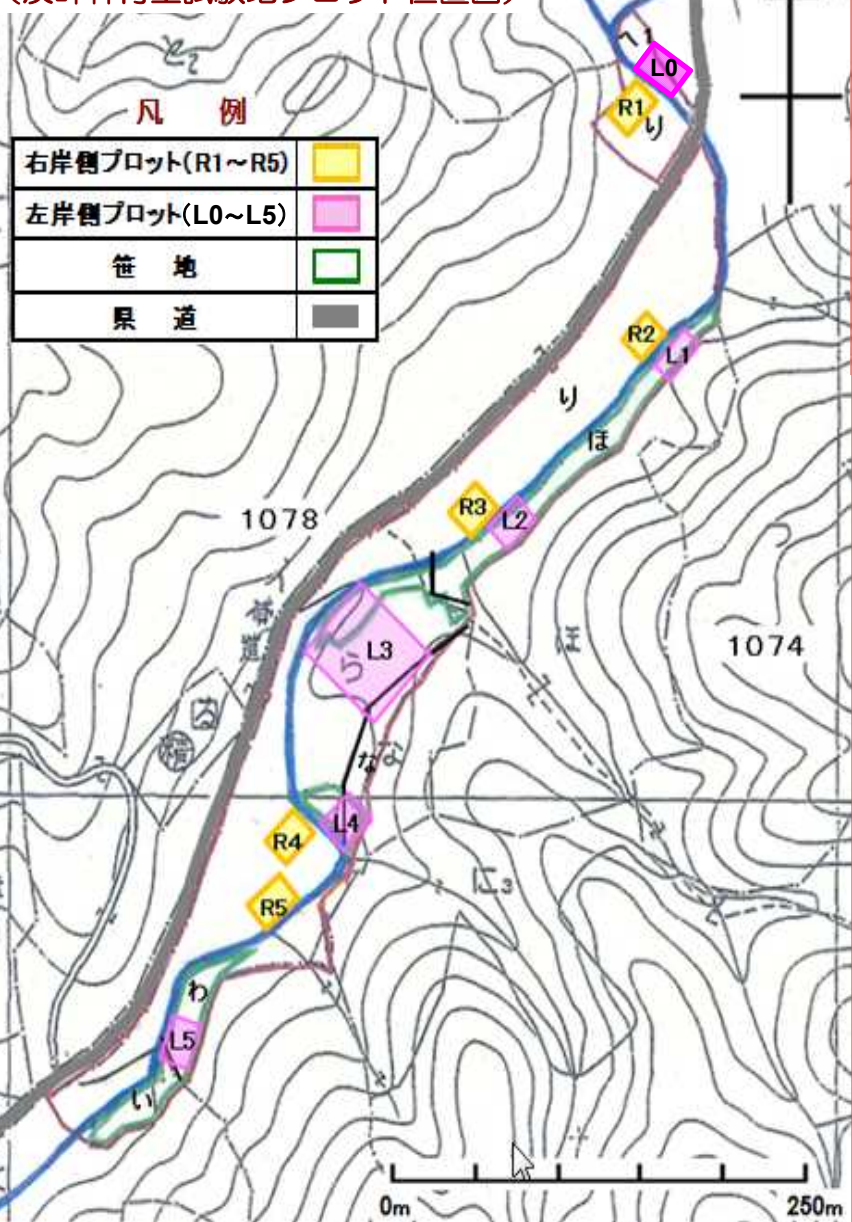 へ1
L0
凡 例
R1
り
右岸側プロット(R1～R5)
左岸側プロット(L0～L5)
笹 地
県 道
R2
L1
り
ほ
R3
L2
1078
L3
ら
1074
な
L4
R4
に3
R5
わ
L5
い
0m
250m